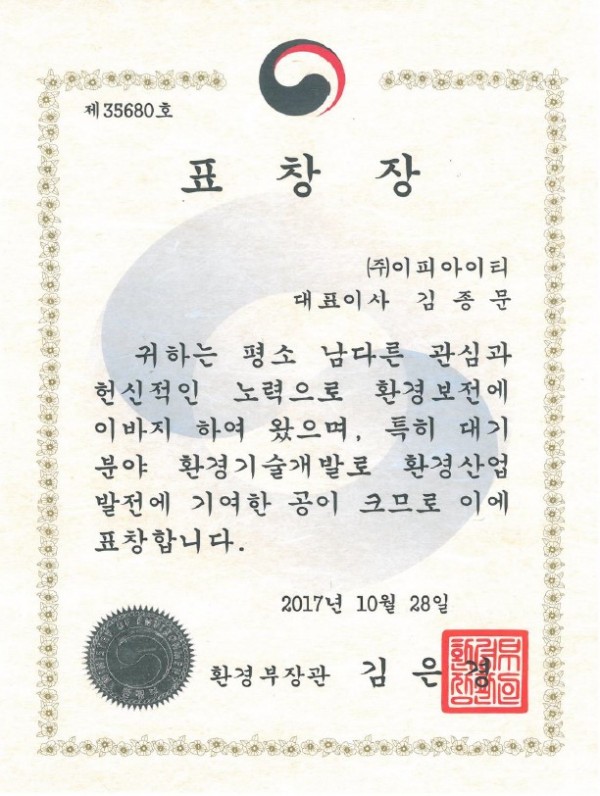 제 35680 호
표 창 장
㈜이피아이티
대표이사 김 종 문
귀하는 평소 남다른 관심과
헌신적인 노력으로 환경보전에
이바지 하여 왔으며, 특히 대기
분야 환경기술개발로 환경산업
발전에 기여한 공이 크므로 이에
표창합니다.
2017년 10월 28일
환경부장관 김 은 경